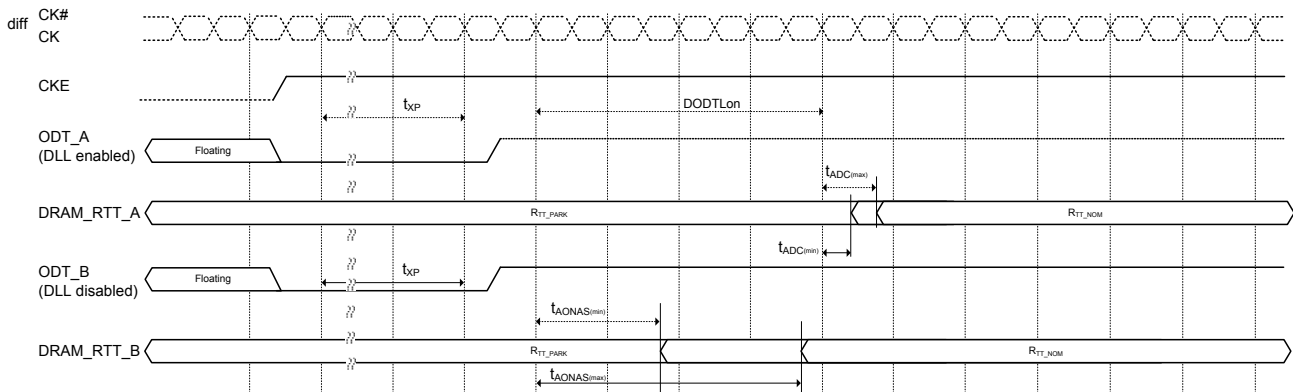 diff CK#
CK
CKE
tXP
DODTLon
ODT_A
(DLL enabled)
Floating
tADC(max)
DRAM_RTT_A
RTT_PARK
RTT_NOM
tADC(min)
ODT_B
(DLL disabled)
Floating
tXP
tAONAS(min)
DRAM_RTT_B
RTT_PARK
RTT_NOM
tAONAS(max)